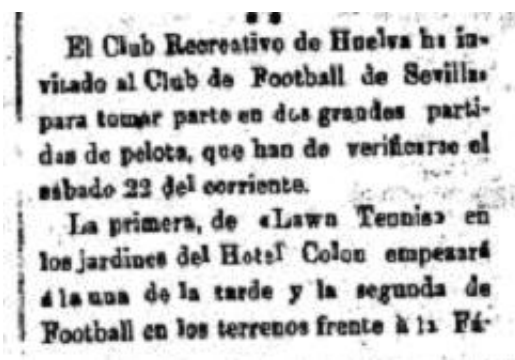 El Club Recreativo de Huelva ha in-
vitado al Club de Football de Sevilla
para tomar parte en dos grandes parti-
das de pelota, que han de verificarse el
sábado 22 del corriente.
La primera, de «Lawn Tennis» en
los jardines del Hotel Colon empezará
á la una de la tarde y la segunda de
Football en los terrenos frente á la Fá-